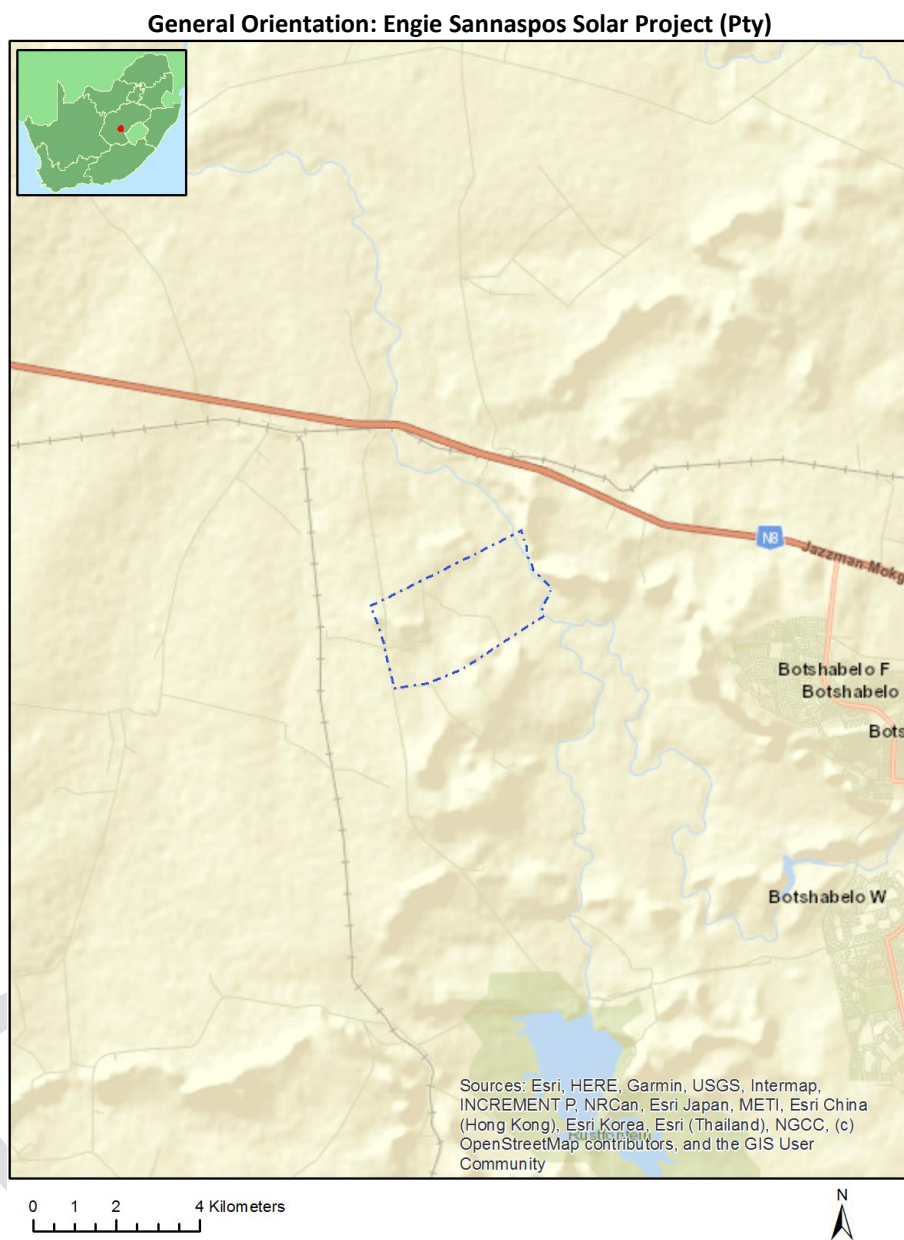 General Orientation: Engie Sannaspos Solar Project (Pty)
N8
Jazzman Mokg
Botshabelo F
Botshabelo
Bots
Botshabelo W
Rustfontein
Sources: Esri, HERE, Garmin, USGS, Intermap,
INCREMENT P, NRCan, Esri Japan, METI, Esri China
(Hong Kong), Esri Korea, Esri (Thailand), NGCC, (c)
OpenStreetMap contributors, and the GIS User
Community
0 1 2 4 Kilometers
N